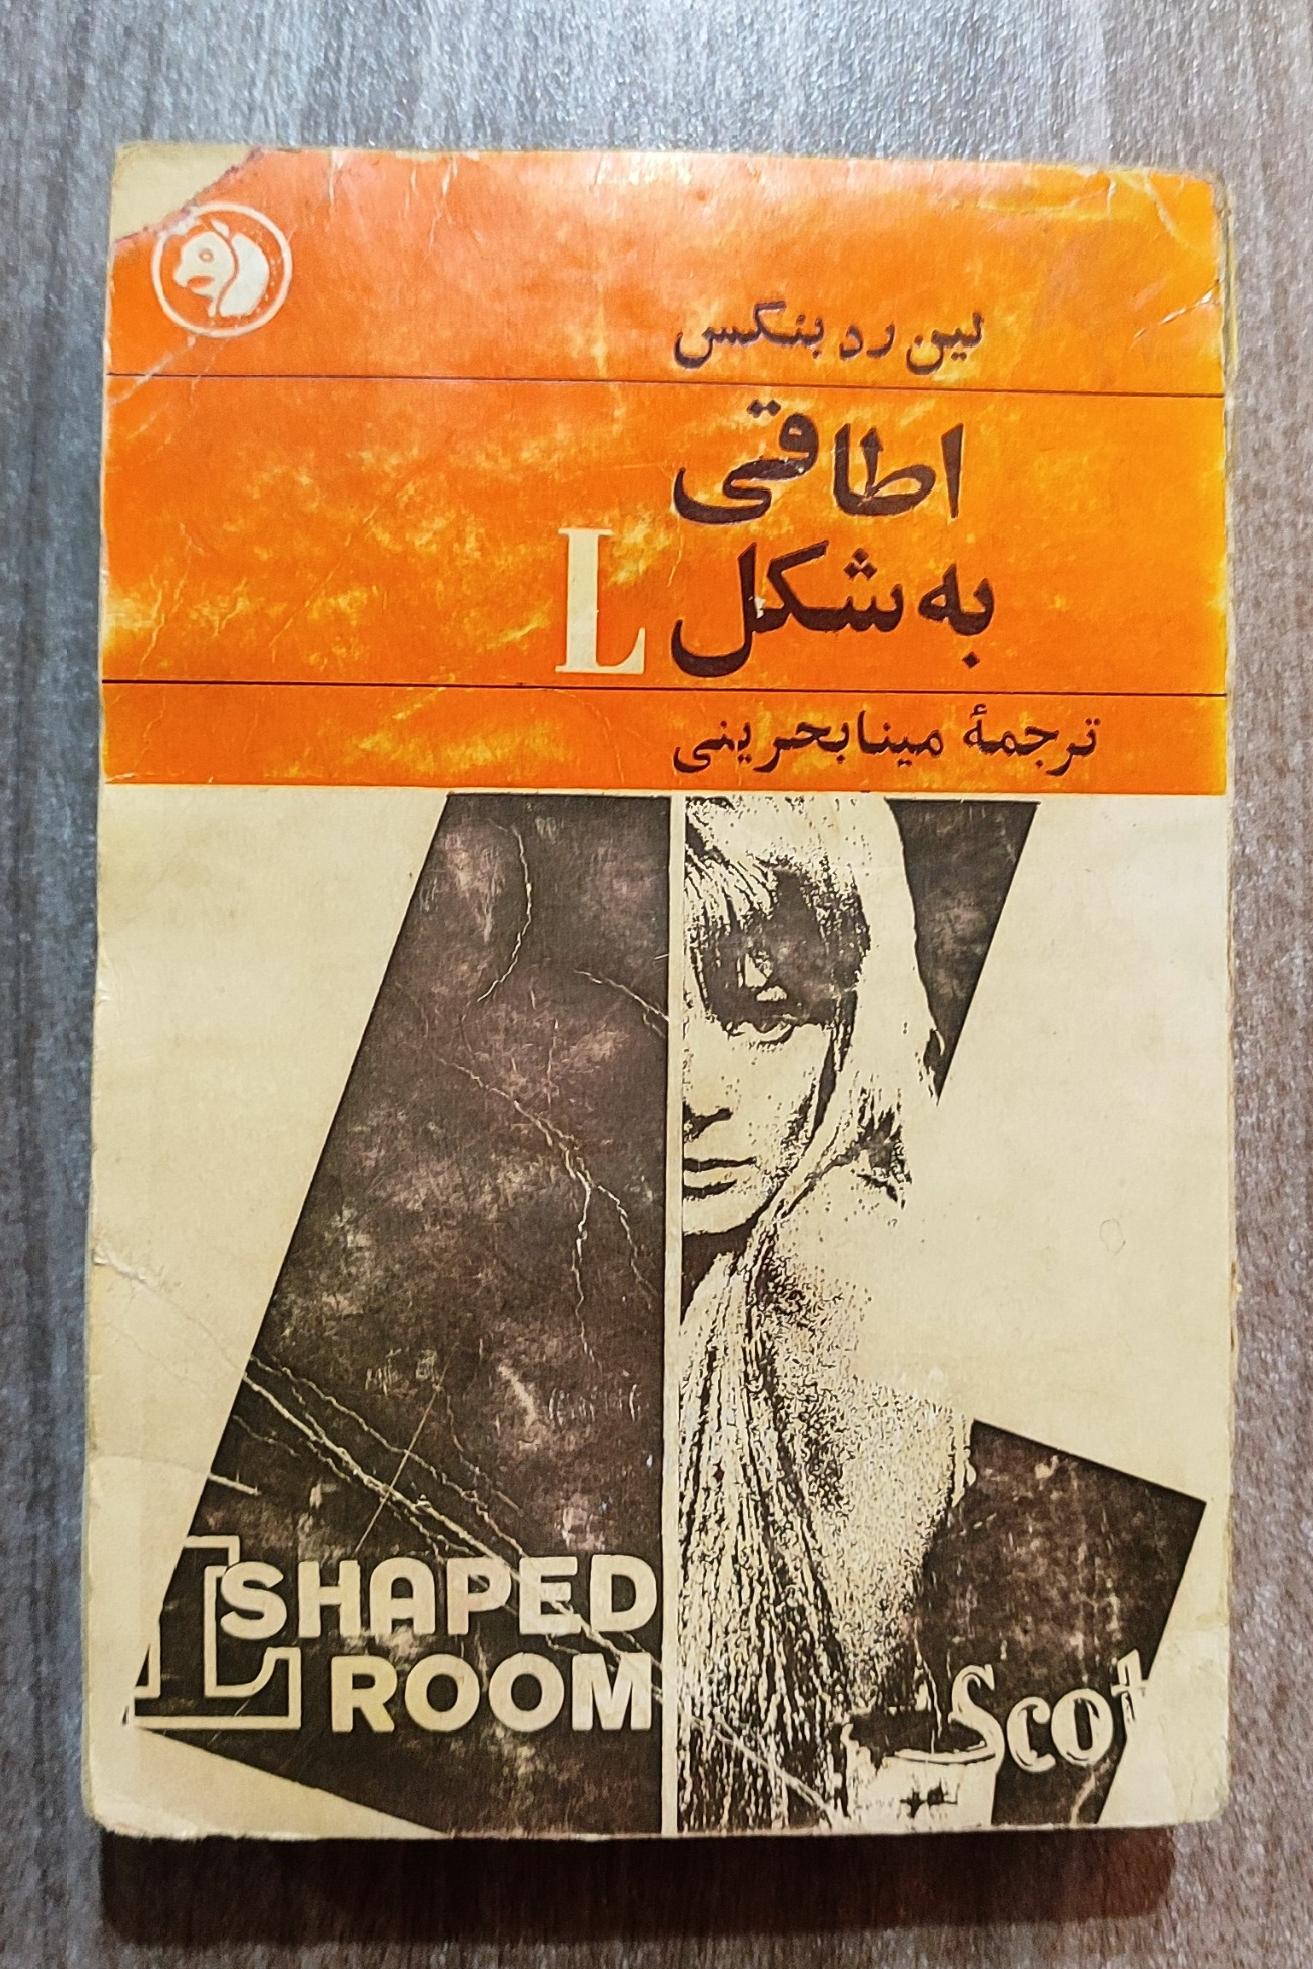 لین رد بنکس
اطاقی
به شکل L
ترجمهٔ مینا بحرینی
L SHAPED
ROOM
Scot